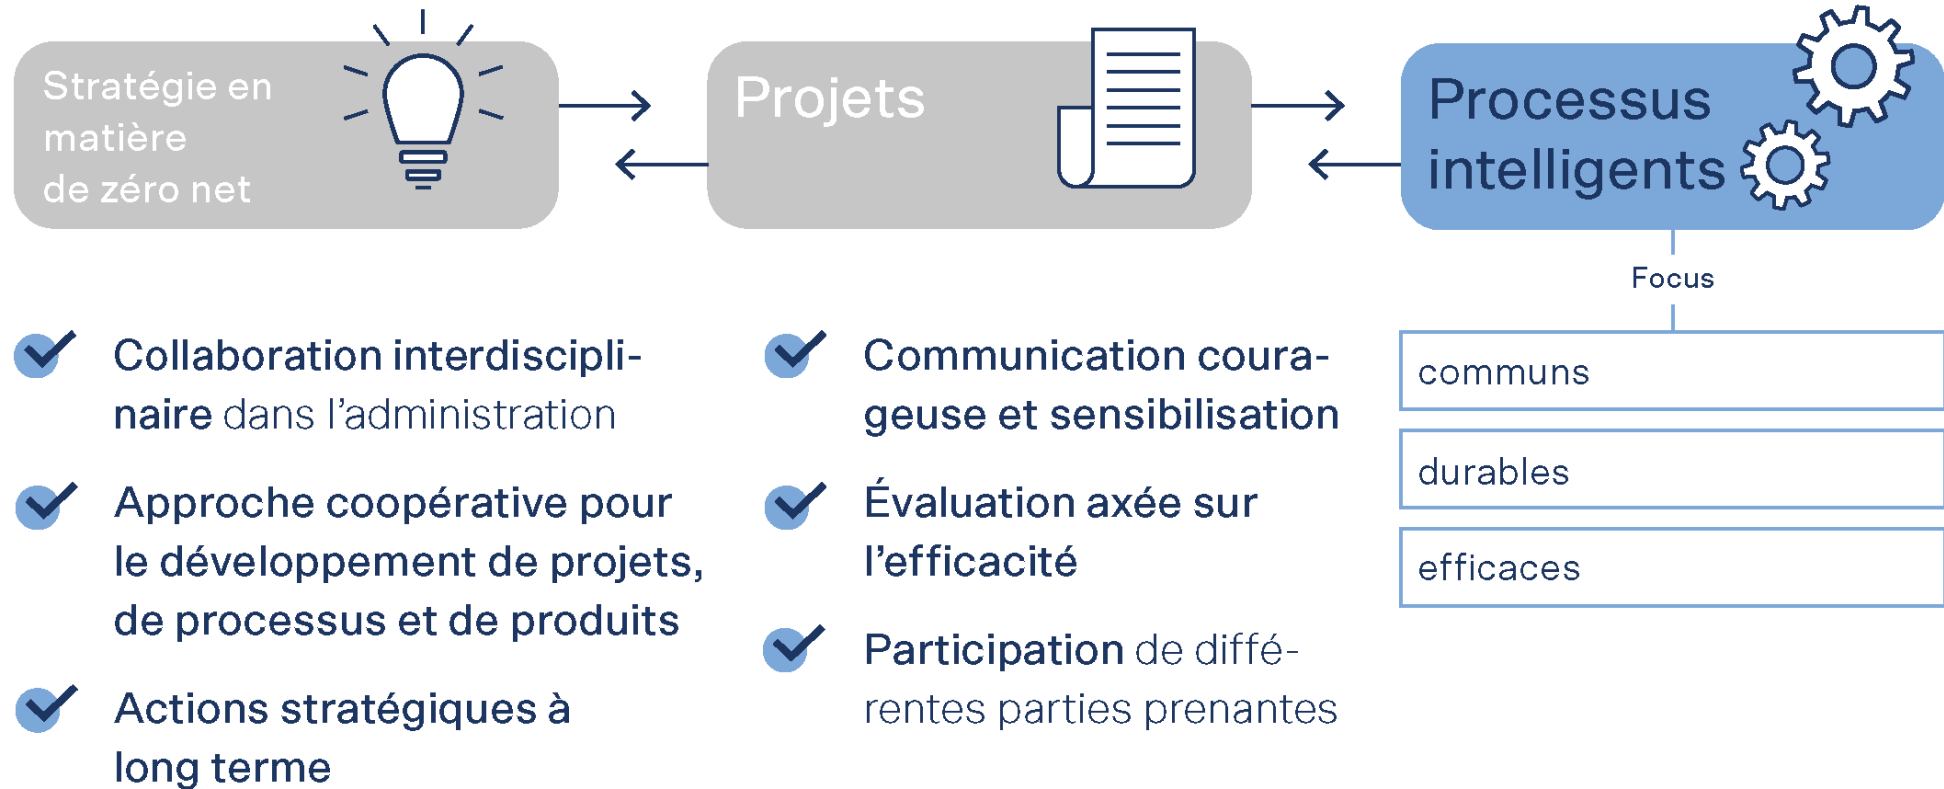 Stratégie en
matière
de zéro net
Projets
Processus
intelligents
Focus
communs
durables
efficaces
Collaboration interdiscipli-
naire dans l'administration
Approche coopérative pour
le développement de projets,
de processus et de produits
Actions stratégiques à
long terme
Communication coura-
geuse et sensibilisation
Évaluation axée sur
l'efficacité
Participation de diffé-
rentes parties prenantes